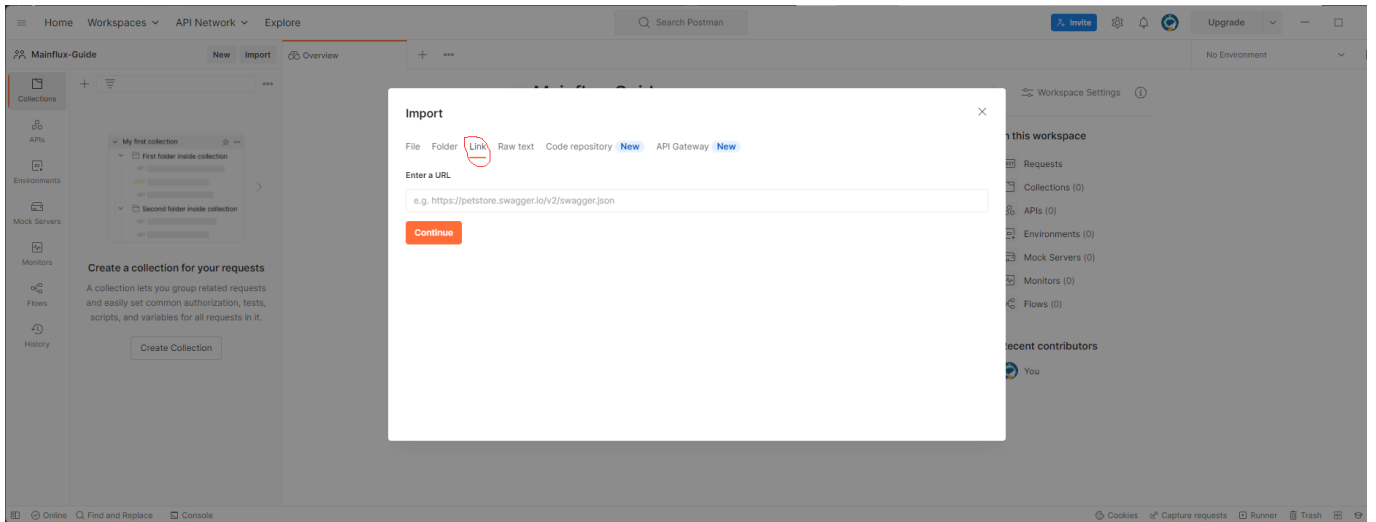 Home Workspaces API Network Explore Search Postman Invite Upgrade
Mainflux-Guide New Import Overview No Environment
Collections
APIs
Environments
Mock Servers
Monitors
Flows
History
My first collection
First folder inside collection
Second folder inside collection
Create a collection for your requests
A collection lets you group related requests
and easily set common authorization, tests,
scripts, and variables for all requests in it.
Create Collection
Import
File Folder Link Raw text Code repository New API Gateway New
Enter a URL
e.g. https://petstore.swagger.io/v2/swagger.json
Continue
Workspace Settings
this workspace
Requests
Collections (0)
APIs (0)
Environments (0)
Mock Servers (0)
Monitors (0)
Flows (0)
ecent contributors
You
Online Find and Replace Console Cookies Capture requests Runner Trash